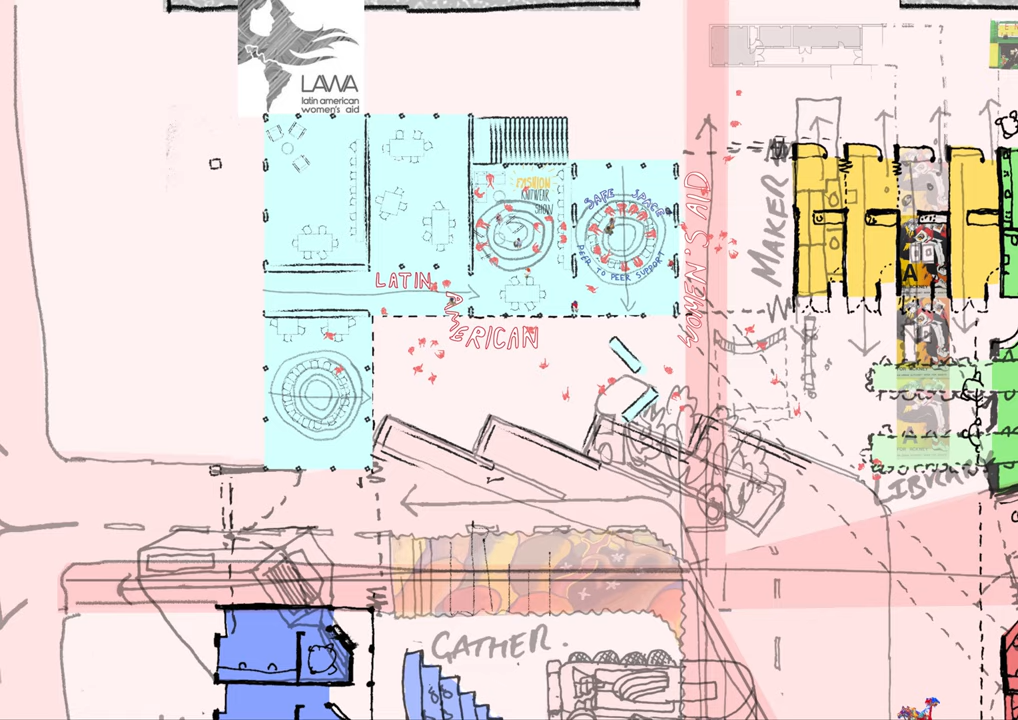 LAWA
latin american
women's aid
FASHION
KNITWEAR
SHOW
SAFE SPACE
PEER TO PEER SUPPORT
LATIN
AMERICAN
WOMEN'S AID
MAKER
A
LIBRARY
GATHER.